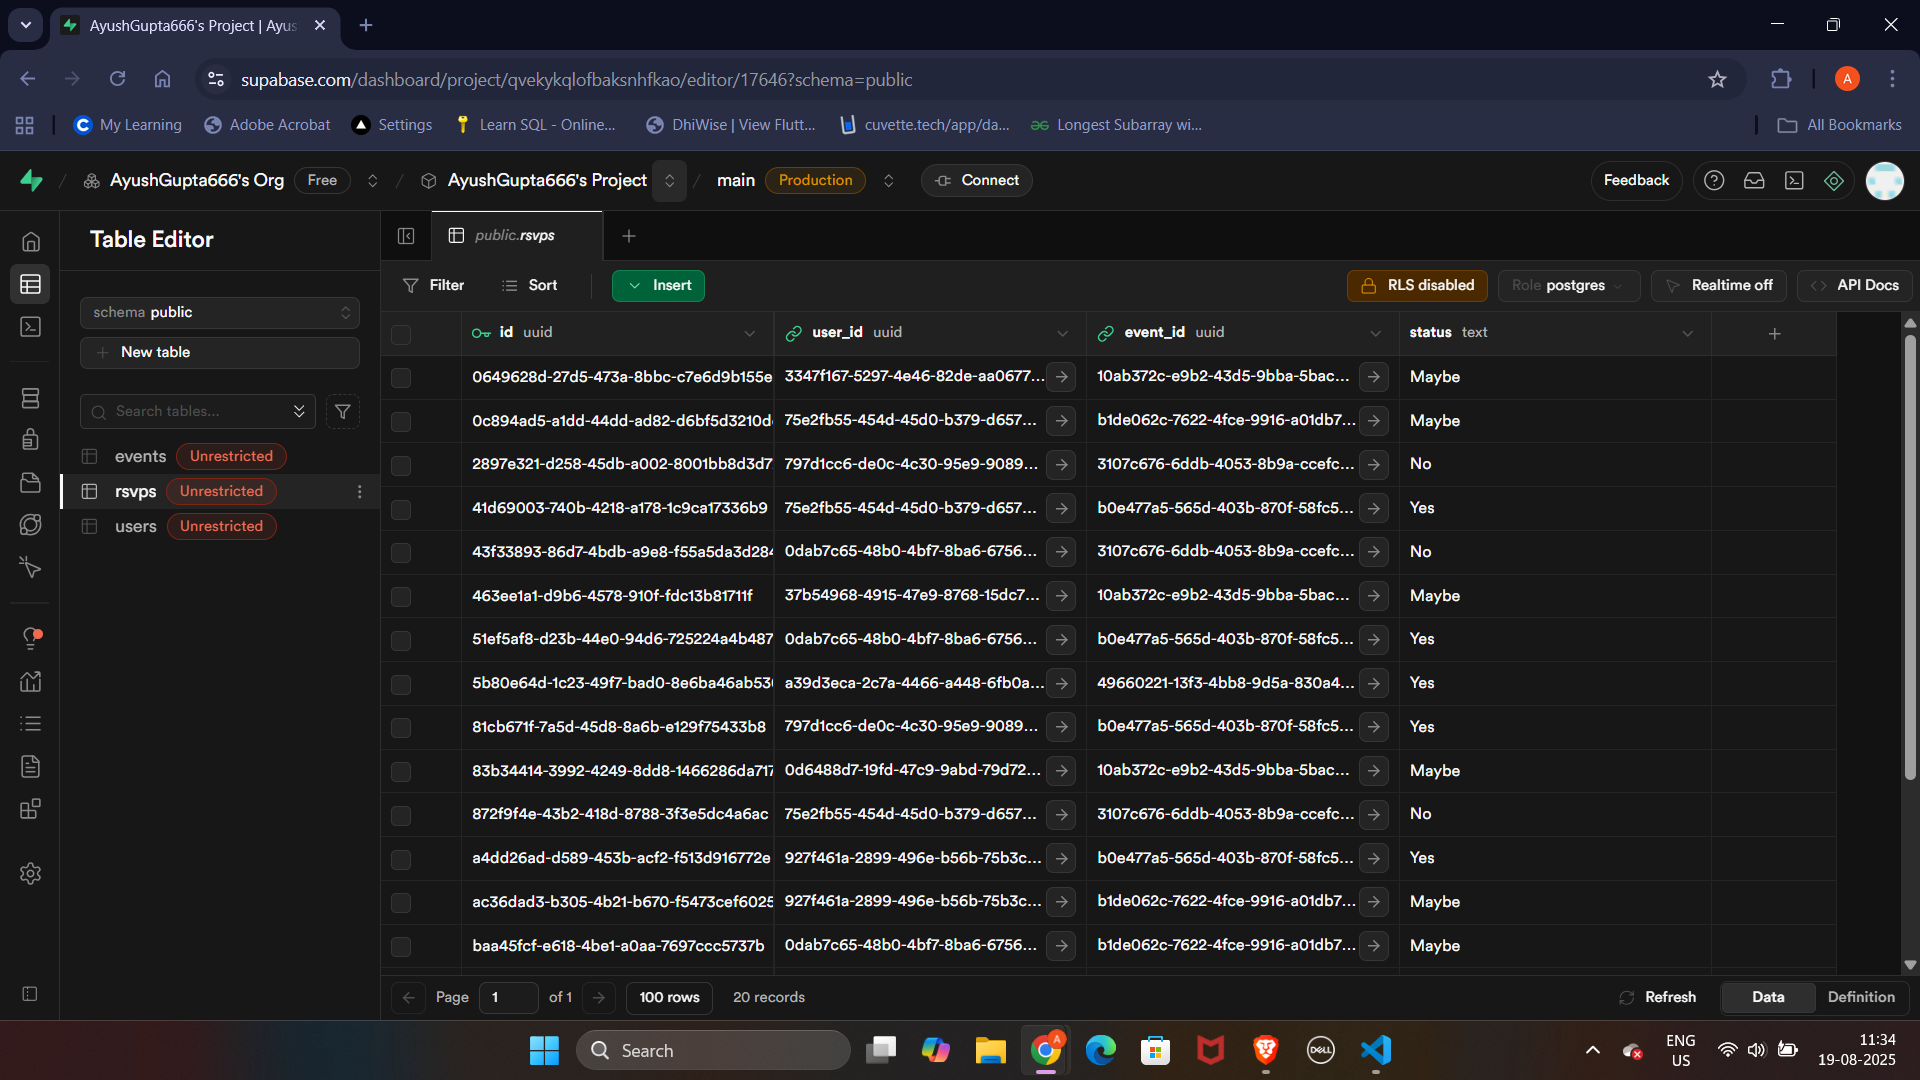 AyushGupta666's Project | Ayus
supabase.com/dashboard/project/qvekykqlofbaksnhfkao/editor/17646?schema=public
A
My Learning
Adobe Acrobat
Settings
Learn SQL - Online...
DhiWise | View Flutt...
cuvette.tech/app/da...
Longest Subarray wi...
All Bookmarks
AyushGupta666's Org Free
AyushGupta666's Project
main Production
Connect
Feedback
Table Editor
public.rsvps
Filter
Sort
Insert
RLS disabled
Role postgres
Realtime off
API Docs
schema public
New table
Search tables...
events Unrestricted
rsvps Unrestricted
users Unrestricted
id uuid user_id uuid event_id uuid status text
0649628d-27d5-473a-8bbc-c7e6d9b155e 3347f167-5297-4e46-82de-aa0677... 10ab372c-e9b2-43d5-9bba-5bac... Maybe
0c894ad5-a1dd-44dd-ad82-d6bf5d3210d 75e2fb55-454d-45d0-b379-d657... b1de062c-7622-4fce-9916-a01db7... Maybe
2897e321-d258-45db-a002-8001bb8d3d7 797d1cc6-de0c-4c30-95e9-9089... 3107c676-6ddb-4053-8b9a-ccefc... No
41d69003-740b-4218-a178-1c9ca17336b9 75e2fb55-454d-45d0-b379-d657... b0e477a5-565d-403b-870f-58fc5... Yes
43f33893-86d7-4bdb-a9e8-f55a5da3d284 0dab7c65-48b0-4bf7-8ba6-6756... 3107c676-6ddb-4053-8b9a-ccefc... No
463ee1a1-d9b6-4578-910f-fdc13b81711f 37b54968-4915-47e9-8768-15dc7... 10ab372c-e9b2-43d5-9bba-5bac... Maybe
51ef5af8-d23b-44e0-94d6-725224a4b487 0dab7c65-48b0-4bf7-8ba6-6756... b0e477a5-565d-403b-870f-58fc5... Yes
5b80e64d-1c23-49f7-bad0-8e6ba46ab53 a39d3eca-2c7a-4466-a448-6fb0a... 49660221-13f3-4bb8-9d5a-830a4... Yes
81cb671f-7a5d-45d8-8a6b-e129f75433b8 797d1cc6-de0c-4c30-95e9-9089... b0e477a5-565d-403b-870f-58fc5... Yes
83b34414-3992-4249-8dd8-1466286da717 0d6488d7-19fd-47c9-9abd-79d72... 10ab372c-e9b2-43d5-9bba-5bac... Maybe
872f9f4e-43b2-418d-8788-3f3e5dc4a6ac 75e2fb55-454d-45d0-b379-d657... 3107c676-6ddb-4053-8b9a-ccefc... No
a4dd26ad-d589-453b-acf2-f513d916772e 927f461a-2899-496e-b56b-75b3c... b0e477a5-565d-403b-870f-58fc5... Yes
ac36dad3-b305-4b21-b670-f5473cef6025 927f461a-2899-496e-b56b-75b3c... b1de062c-7622-4fce-9916-a01db7... Maybe
baa45fcf-e618-4be1-a0aa-7697ccc5737b 0dab7c65-48b0-4bf7-8ba6-6756... b1de062c-7622-4fce-9916-a01db7... Maybe
Page 1 of 1
100 rows
20 records
Refresh
Data
Definition
Search
A
DELL
ENG
US
11:34
19-08-2025